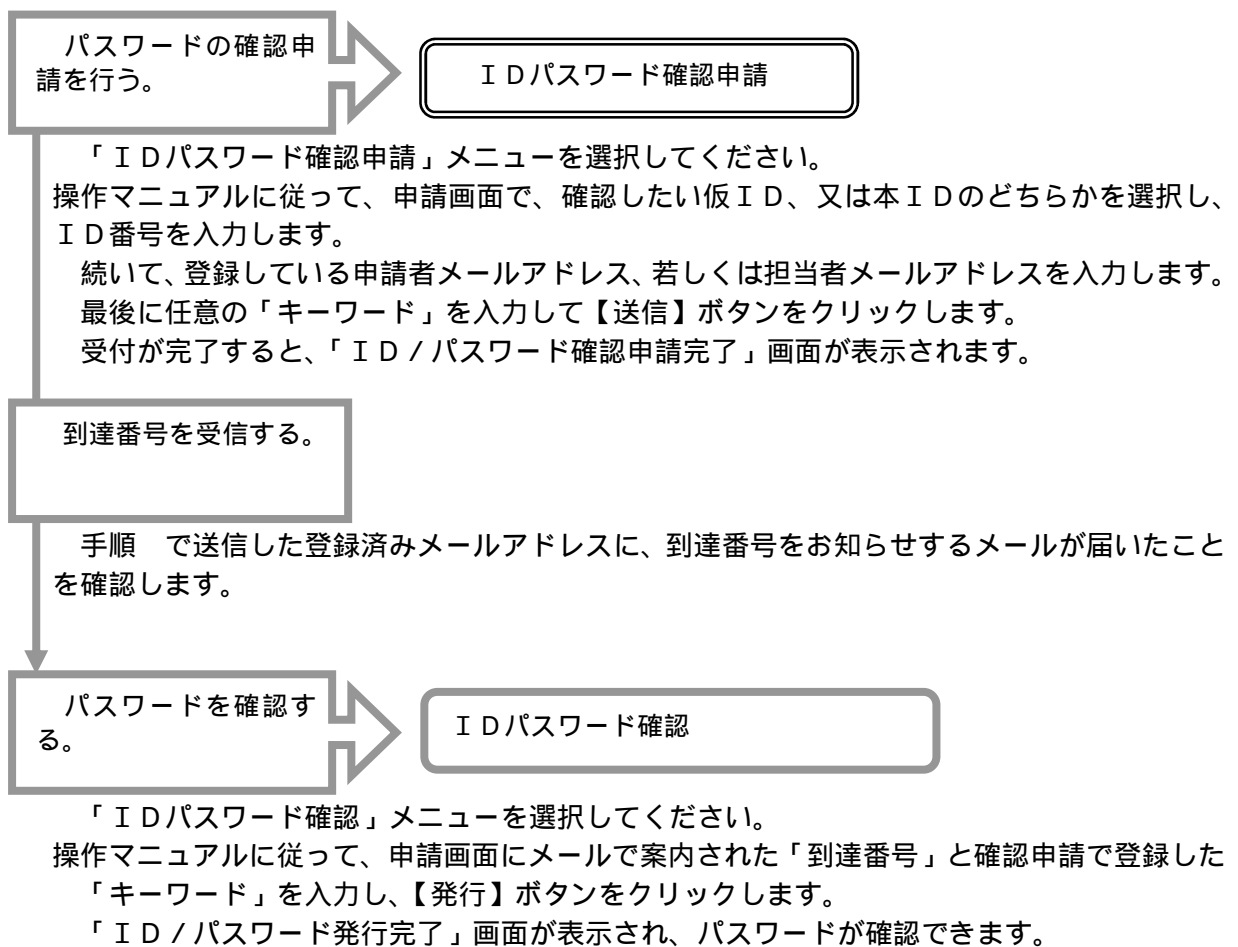 パスワードの確認申
請を行う。
ＩＤパスワード確認申請
「ＩＤパスワード確認申請」メニューを選択してください。
操作マニュアルに従って、申請画面で、確認したい仮ＩＤ、又は本ＩＤのどちらかを選択し、
ＩＤ番号を入力します。
続いて、登録している申請者メールアドレス、若しくは担当者メールアドレスを入力します。
最後に任意の「キーワード」を入力して【送信】ボタンをクリックします。
受付が完了すると、「ＩＤ／パスワード確認申請完了」画面が表示されます。
到達番号を受信する。
手順　で送信した登録済みメールアドレスに、到達番号をお知らせするメールが届いたこと
を確認します。
パスワードを確認す
る。
ＩＤパスワード確認
「ＩＤパスワード確認」メニューを選択してください。
操作マニュアルに従って、申請画面にメールで案内された「到達番号」と確認申請で登録した
「キーワード」を入力し、【発行】ボタンをクリックします。
「ＩＤ／パスワード発行完了」画面が表示され、パスワードが確認できます。